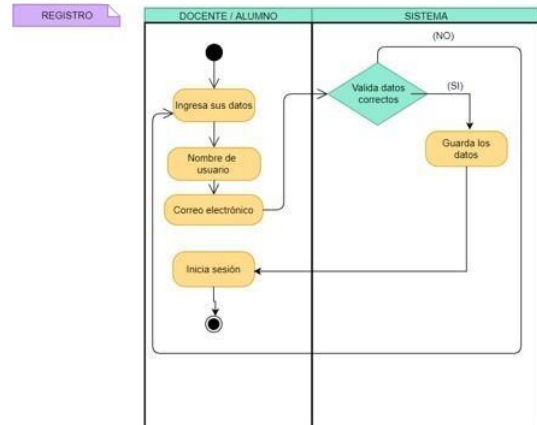 REGISTRO
DOCENTE / ALUMNO
SISTEMA
(NO)
Ingresa sus datos
Valida datos
correctos
(SI)
Guarda los
datos
Nombre de
usuario
Correo electrónico
Inicia sesión